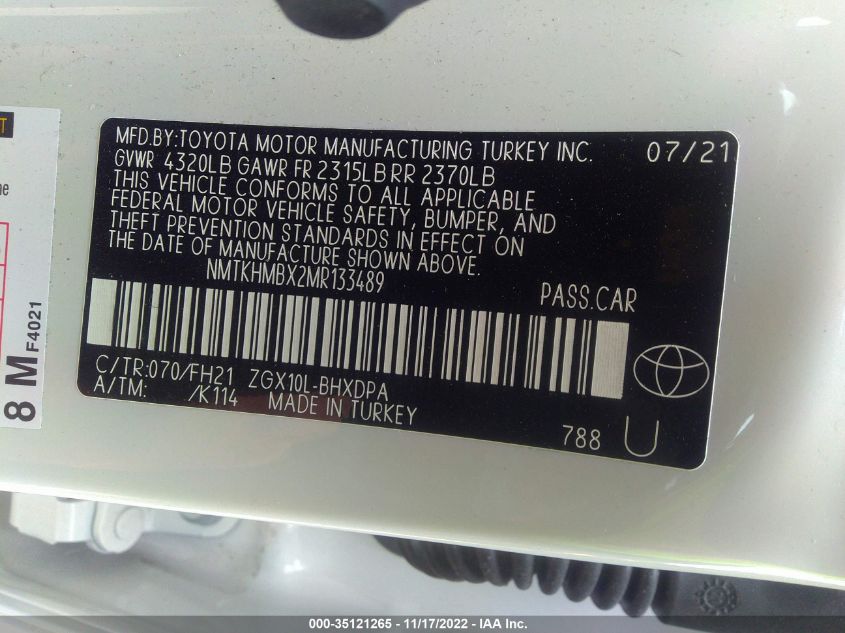 MFD.BY:TOYOTA MOTOR MANUFACTURING TURKEY INC. 07/21
GVWR 4320LB GAWR FR 2315LB RR 2370LB
THIS VEHICLE CONFORMS TO ALL APPLICABLE
FEDERAL MOTOR VEHICLE SAFETY, BUMPER, AND
THEFT PREVENTION STANDARDS IN EFFECT ON
THE DATE OF MANUFACTURE SHOWN ABOVE.
NMTKHMBX2MR133489 PASS.CAR
C/TR:070/FH21 ZGX10L-BHXDPA
A/TM: /K114 MADE IN TURKEY
788 U
8 M F4021
000-35121265 - 11/17/2022 - IAA Inc.